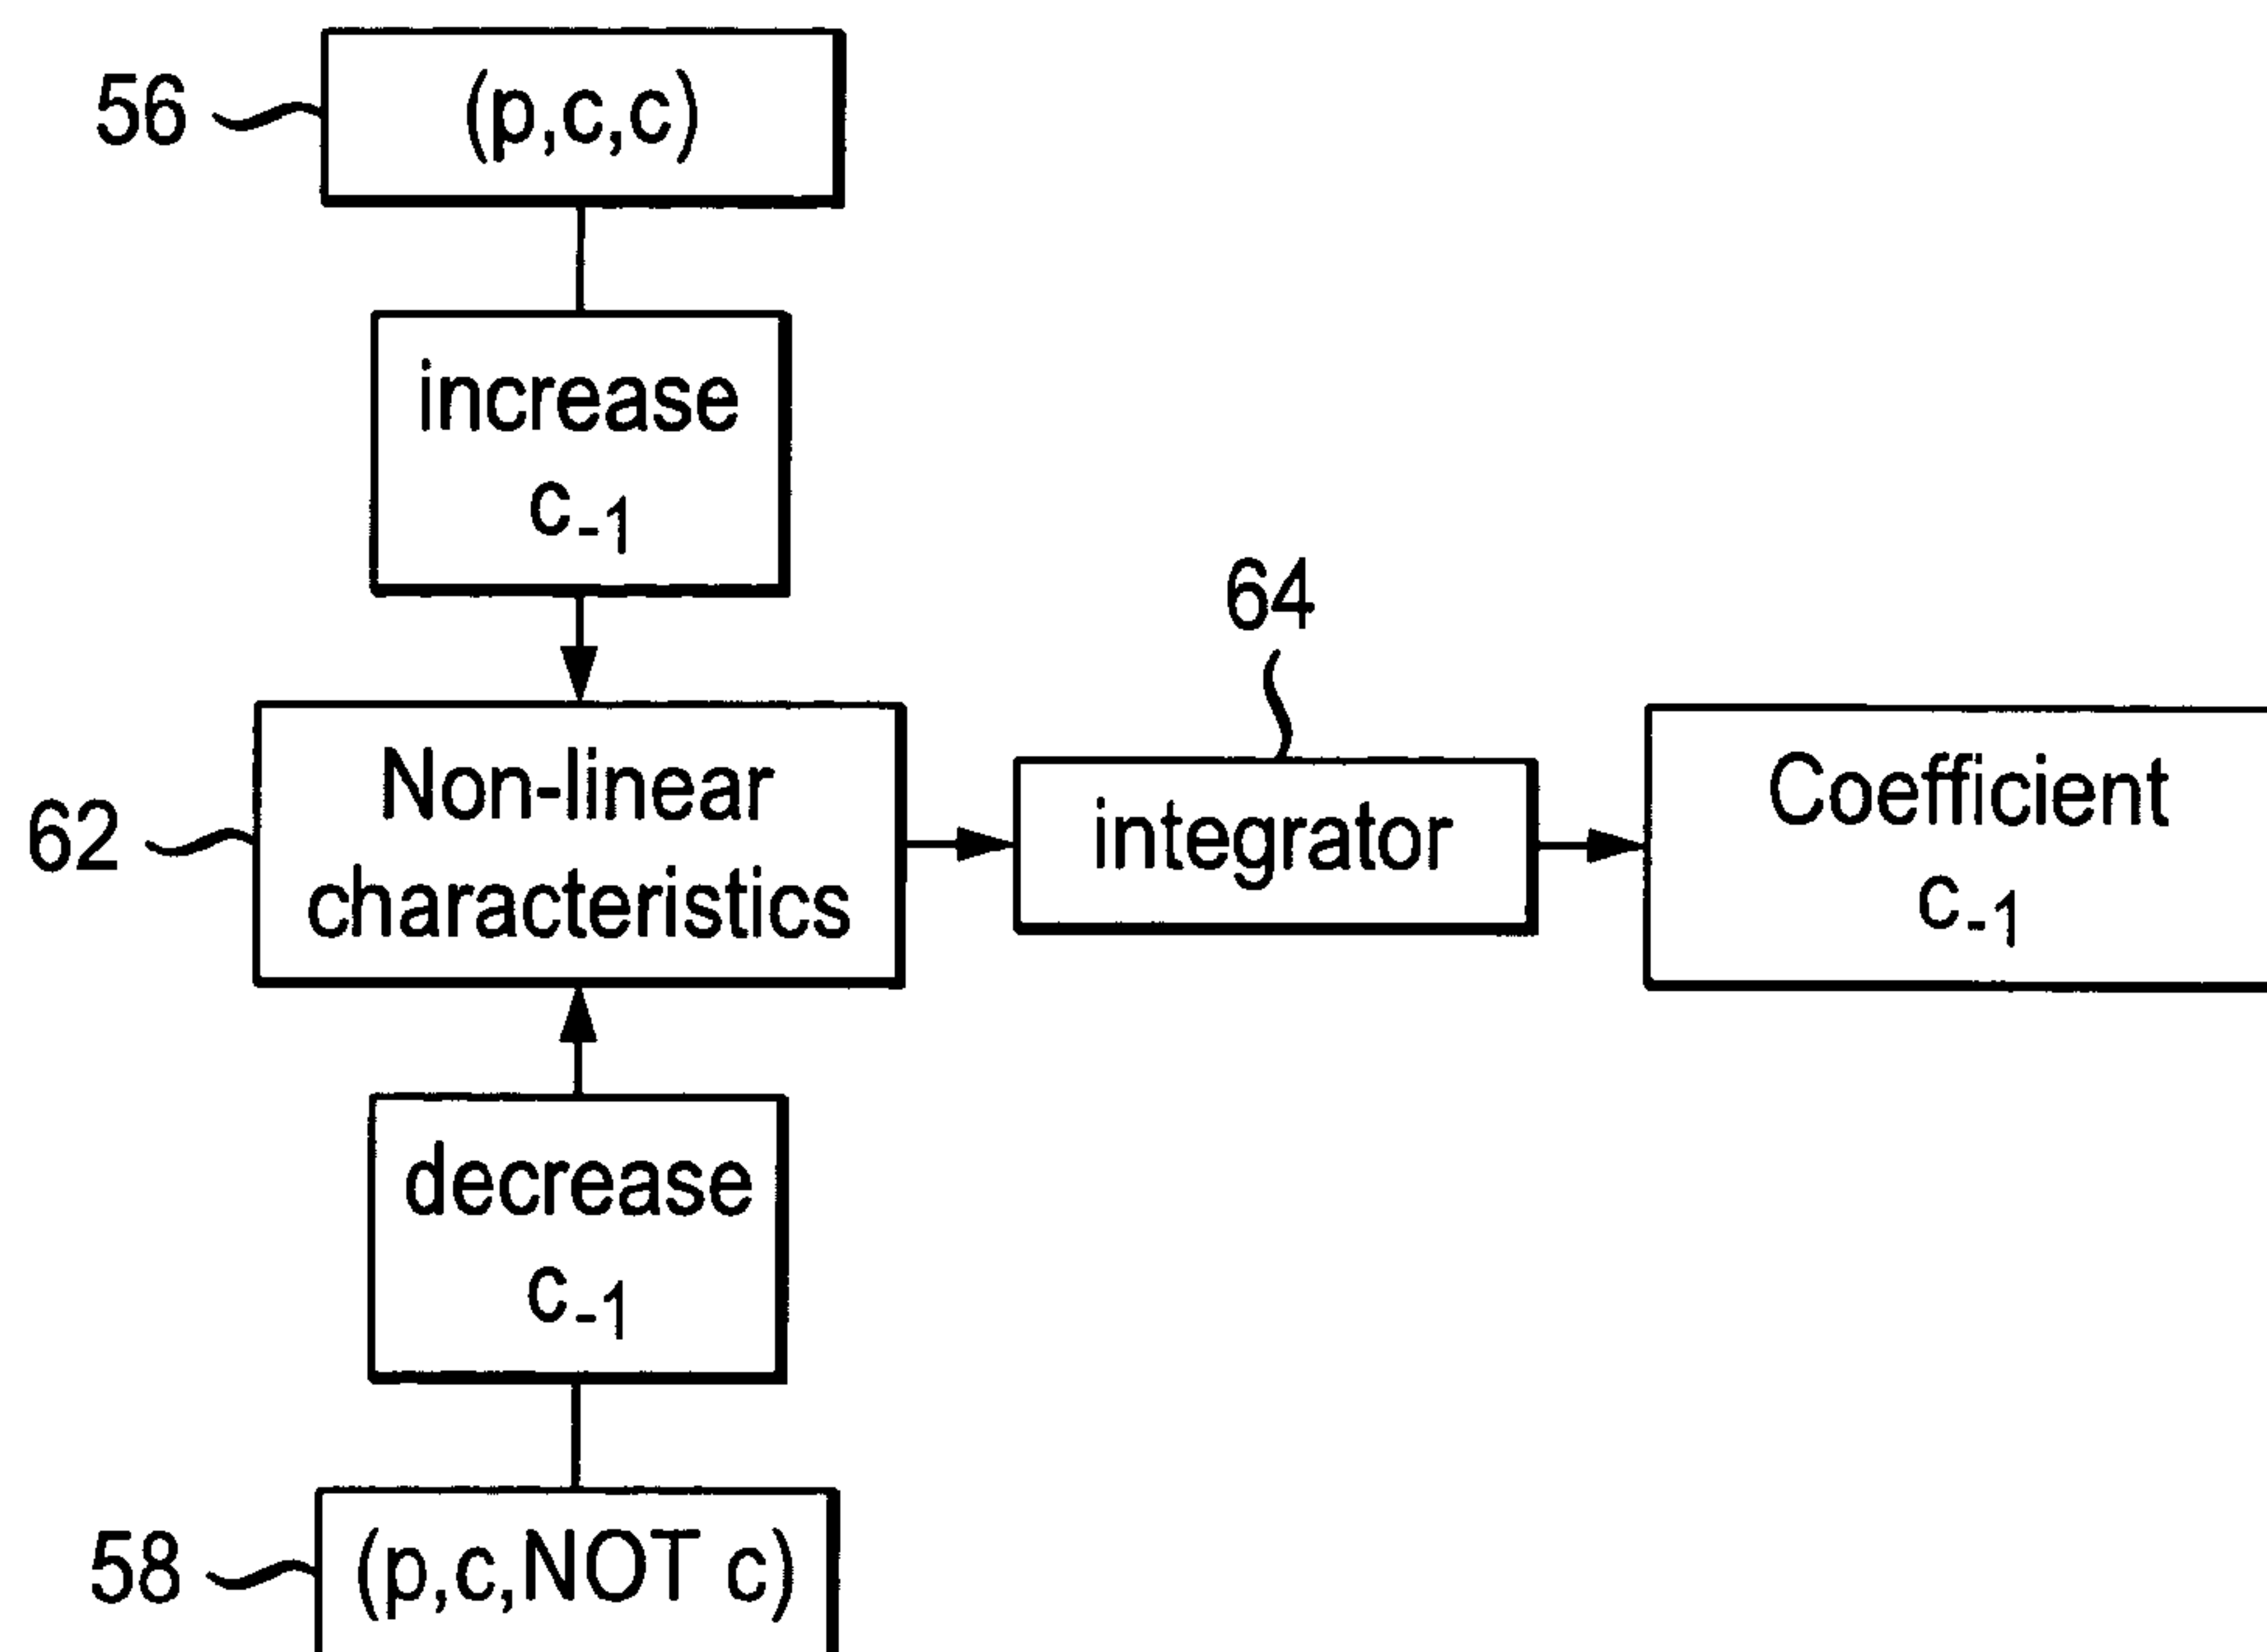 56
(p,c,c)
increase
c-1
64
62
Non-linear
characteristics
integrator
Coefficient
c-1
decrease
c-1
58
(p,c,NOT c)